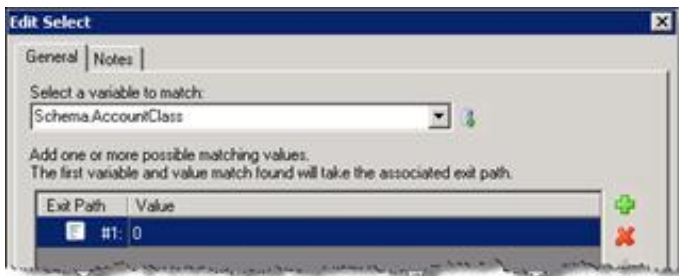 Edit Select
General Notes
Select a variable to match:
Schema.AccountClass
Add one or more possible matching values.
The first variable and value match found will take the associated exit path.
Exit Path Value
#1: 0